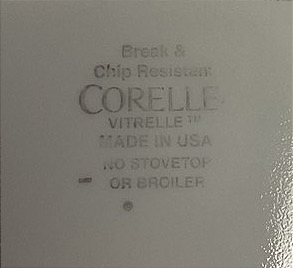 Break &
Chip Resistant
CORELLE
VITRELLE™
MADE IN USA
NO STOVETOP
OR BROILER